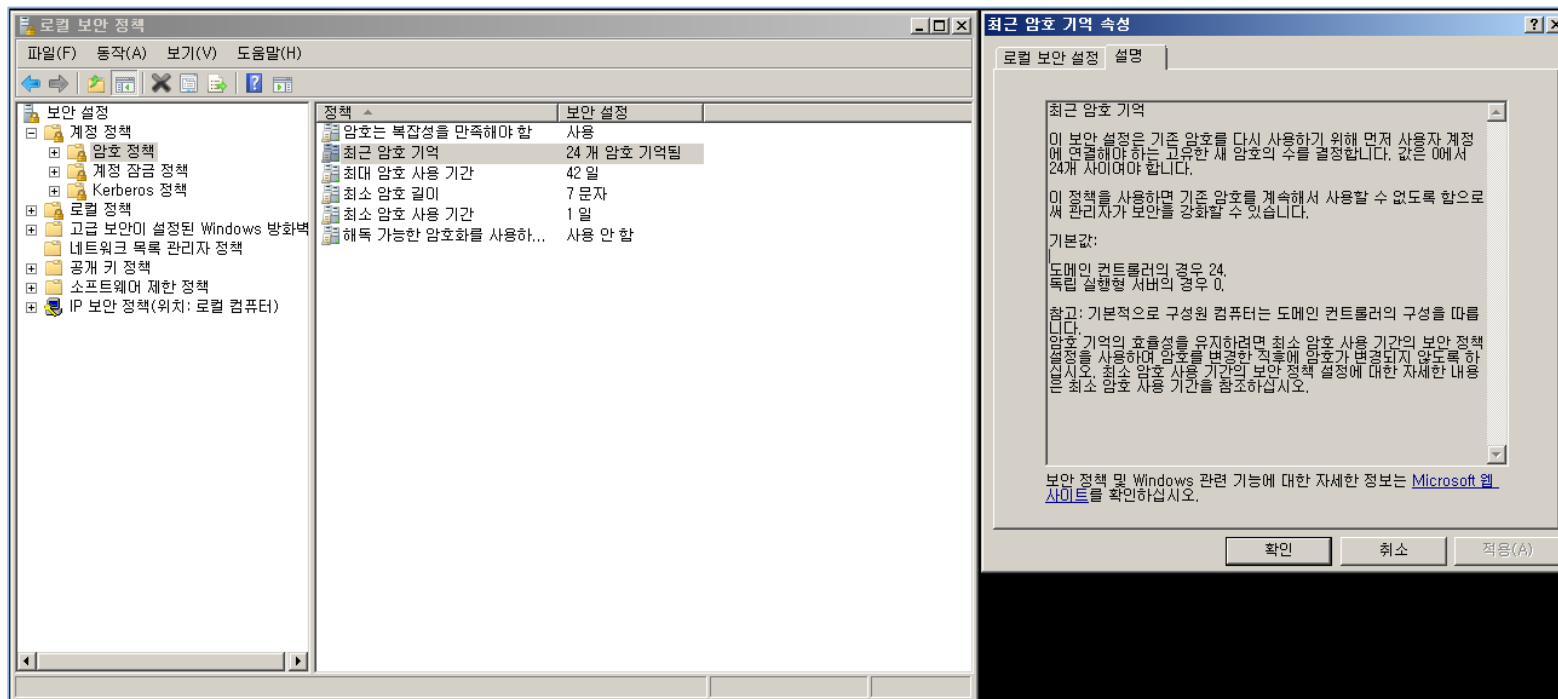 로컬 보안 정책
파일(F) 동작(A) 보기(V) 도움말(H)
보안 설정
계정 정책
암호 정책
계정 잠금 정책
Kerberos 정책
로컬 정책
고급 보안이 설정된 Windows 방화벽
네트워크 목록 관리자 정책
공개 키 정책
소프트웨어 제한 정책
IP 보안 정책(위치: 로컬 컴퓨터)
정책 보안 설정
암호는 복잡성을 만족해야 함 사용
최근 암호 기억 24 개 암호 기억됨
최대 암호 사용 기간 42 일
최소 암호 길이 7 문자
최소 암호 사용 기간 1 일
해독 가능한 암호화를 사용하... 사용 안 함
최근 암호 기억 속성
로컬 보안 설정 설명
최근 암호 기억
이 보안 설정은 기존 암호를 다시 사용하기 위해 먼저 사용자 계정
에 연결해야 하는 고유한 새 암호의 수를 결정합니다. 값은 0에서
24개 사이여야 합니다.
이 정책을 사용하면 기존 암호를 계속해서 사용할 수 없도록 함으로
써 관리자가 보안을 강화할 수 있습니다.
기본값:
도메인 컨트롤러의 경우 24.
독립 실행형 서버의 경우 0.
참고: 기본적으로 구성원 컴퓨터는 도메인 컨트롤러의 구성을 따릅
니다.
암호 기억의 효율성을 유지하려면 최소 암호 사용 기간의 보안 정책
설정을 사용하여 암호를 변경한 직후에 암호가 변경되지 않도록 하
십시오. 최소 암호 사용 기간의 보안 정책 설정에 대한 자세한 내용
은 최소 암호 사용 기간을 참조하십시오.
보안 정책 및 Windows 관련 기능에 대한 자세한 정보는 Microsoft 웹
사이트를 확인하십시오.
확인 취소 적용(A)